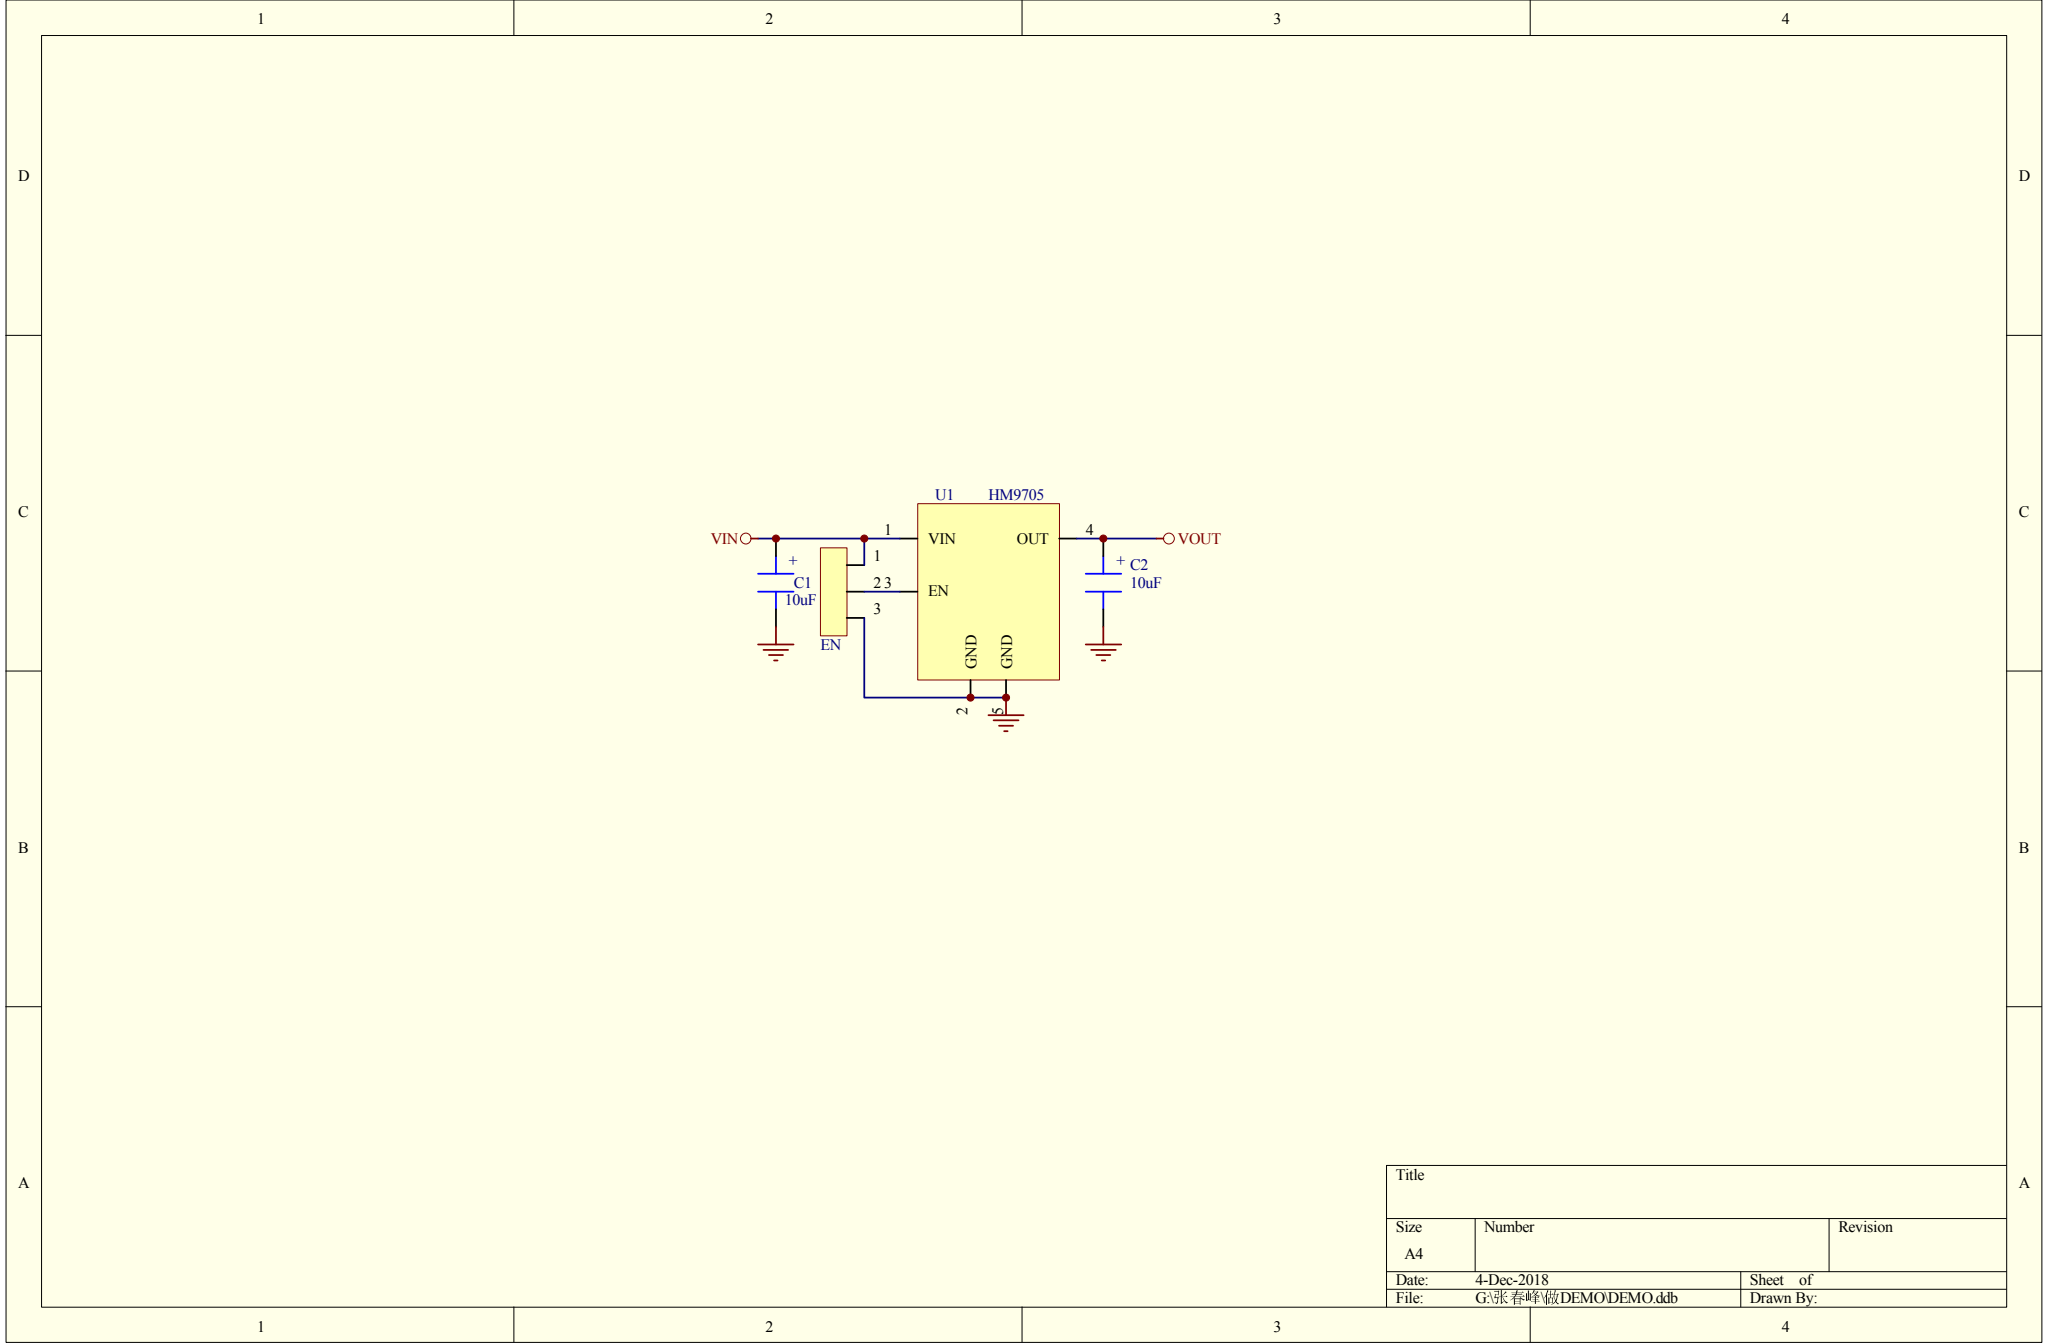 1 2 3 4
D D
C C
B B
A A
U1 HM9705
VIN 1 VIN OUT 4 VOUT
1
+ C1
10uF
2 3 EN
3
EN
+ C2
10uF
GND GND
2 5
Title
Size Number Revision
A4
Date: 4-Dec-2018 Sheet of
File: G:\张春峰\做DEMO\DEMO.ddb Drawn By:
1 2 3 4